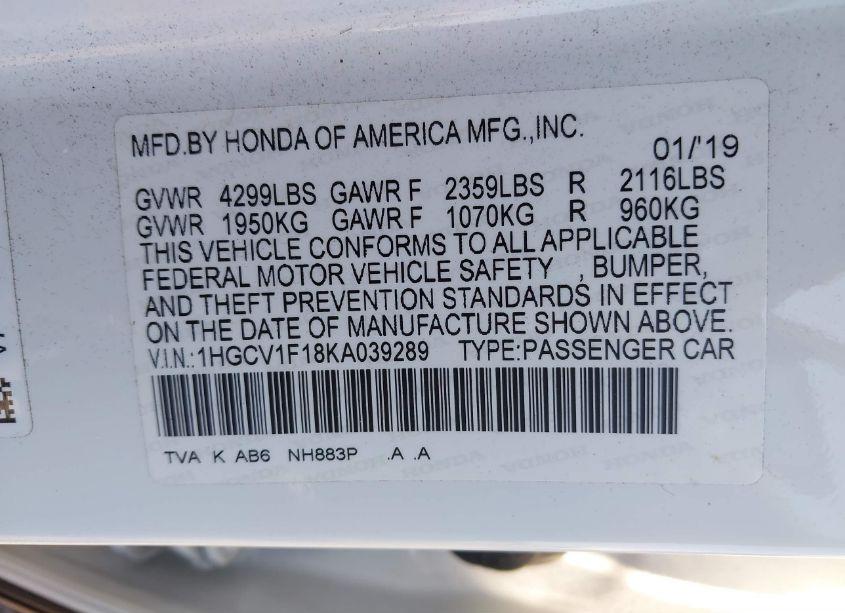 MFD.BY HONDA OF AMERICA MFG.,INC.
01/'19
GVWR 4299LBS GAWR F 2359LBS R 2116LBS
GVWR 1950KG GAWR F 1070KG R 960KG
THIS VEHICLE CONFORMS TO ALL APPLICABLE
FEDERAL MOTOR VEHICLE SAFETY , BUMPER,
AND THEFT PREVENTION STANDARDS IN EFFECT
ON THE DATE OF MANUFACTURE SHOWN ABOVE.
V.I.N.:1HGCV1F18KA039289 TYPE:PASSENGER CAR
TVA K AB6 NH883P .A .A